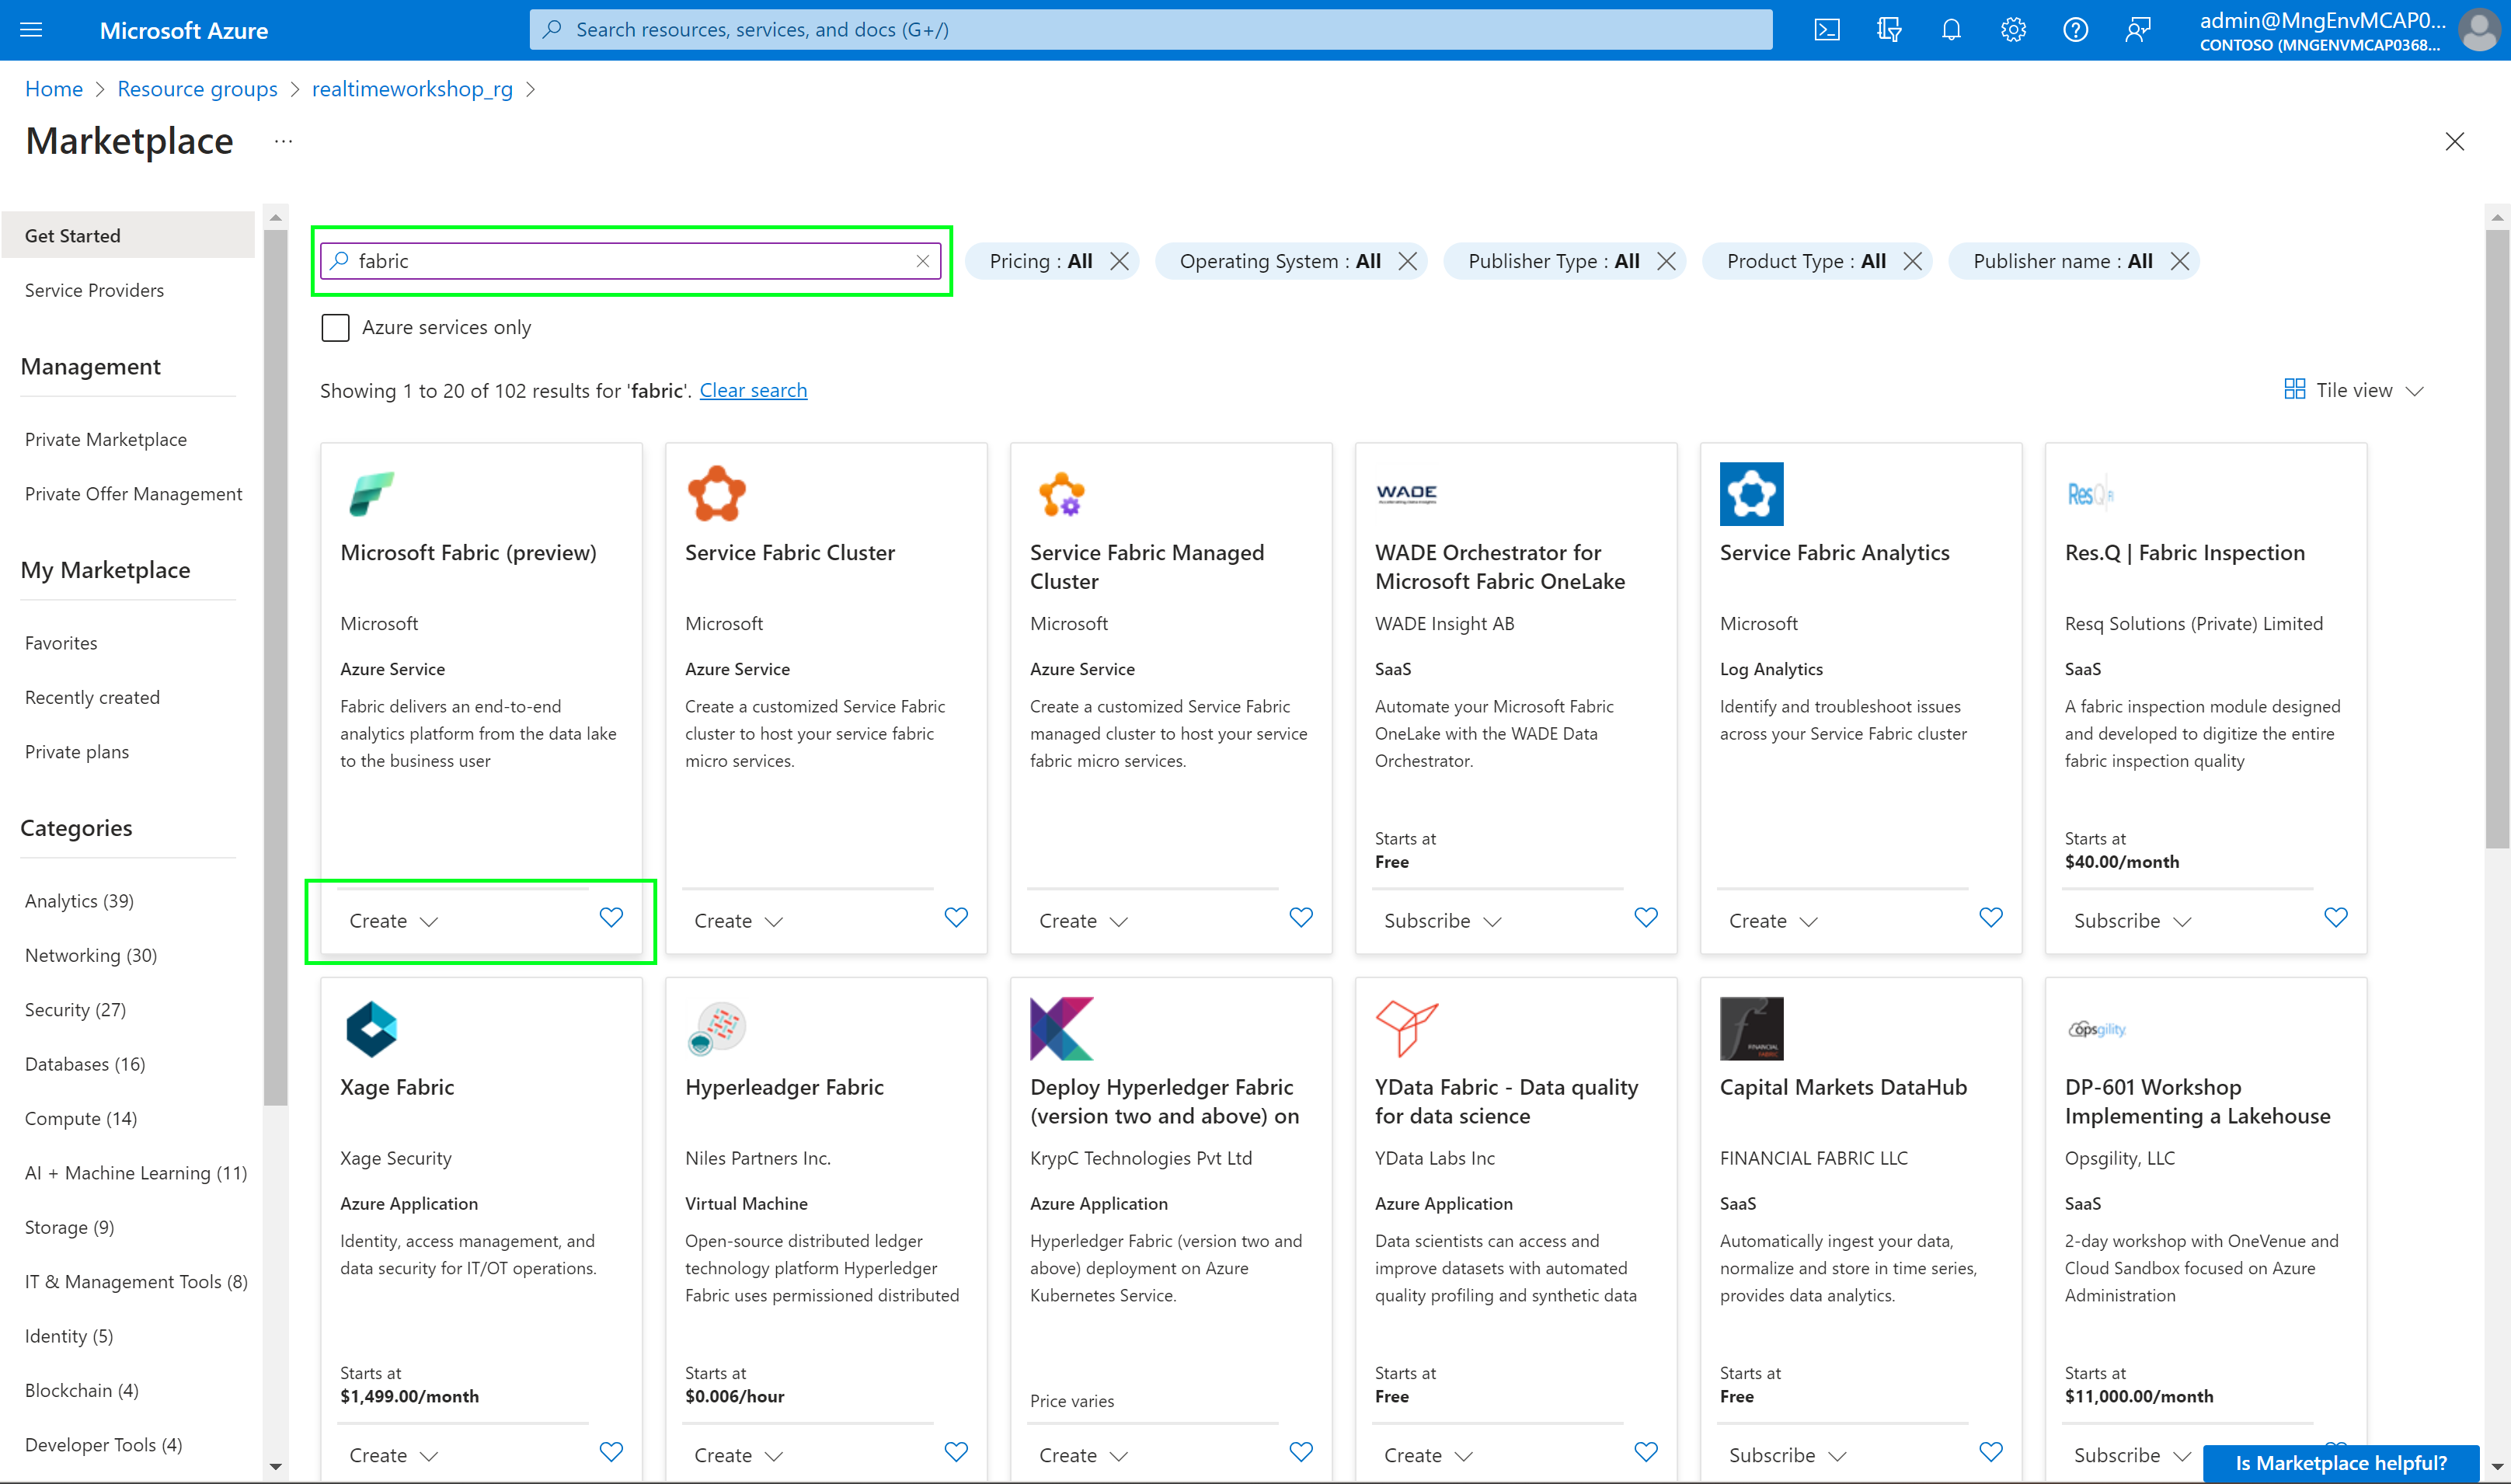 Microsoft Azure
Search resources, services, and docs (G+/)
admin@MngEnvMCAP0...
CONTOSO (MNGENVMCAP0368...
Home > Resource groups > realtimeworkshop_rg >
Marketplace ...
Get Started
Service Providers
Management
Private Marketplace
Private Offer Management
My Marketplace
Favorites
Recently created
Private plans
Categories
Analytics (39)
Networking (30)
Security (27)
Databases (16)
Compute (14)
AI + Machine Learning (11)
Storage (9)
IT & Management Tools (8)
Identity (5)
Blockchain (4)
Developer Tools (4)
fabric
Pricing : All
Operating System : All
Publisher Type : All
Product Type : All
Publisher name : All
Azure services only
Showing 1 to 20 of 102 results for 'fabric'. Clear search
Tile view
Microsoft Fabric (preview)
Microsoft
Azure Service
Fabric delivers an end-to-end
analytics platform from the data lake
to the business user
Create
Service Fabric Cluster
Microsoft
Azure Service
Create a customized Service Fabric
cluster to host your service fabric
micro services.
Create
Service Fabric Managed
Cluster
Microsoft
Azure Service
Create a customized Service Fabric
managed cluster to host your service
fabric micro services.
Create
WADE
WADE Orchestrator for
Microsoft Fabric OneLake
WADE Insight AB
SaaS
Automate your Microsoft Fabric
OneLake with the WADE Data
Orchestrator.
Starts at
Free
Subscribe
Service Fabric Analytics
Microsoft
Log Analytics
Identify and troubleshoot issues
across your Service Fabric cluster
Create
ResQ
Res.Q | Fabric Inspection
Resq Solutions (Private) Limited
SaaS
A fabric inspection module designed
and developed to digitize the entire
fabric inspection quality
Starts at
$40.00/month
Subscribe
Xage Fabric
Xage Security
Azure Application
Identity, access management, and
data security for IT/OT operations.
Starts at
$1,499.00/month
Create
Hyperleadger Fabric
Niles Partners Inc.
Virtual Machine
Open-source distributed ledger
technology platform Hyperledger
Fabric uses permissioned distributed
Starts at
$0.006/hour
Create
Deploy Hyperledger Fabric
(version two and above) on
KrypC Technologies Pvt Ltd
Azure Application
Hyperledger Fabric (version two and
above) deployment on Azure
Kubernetes Service.
Price varies
Create
YData Fabric - Data quality
for data science
YData Labs Inc
Azure Application
Data scientists can access and
improve datasets with automated
quality profiling and synthetic data
Starts at
Free
Create
f2
FINANCIAL
FABRIC
Capital Markets DataHub
FINANCIAL FABRIC LLC
SaaS
Automatically ingest your data,
normalize and store in time series,
provides data analytics.
Starts at
Free
Subscribe
opsgility
DP-601 Workshop
Implementing a Lakehouse
Opsgility, LLC
SaaS
2-day workshop with OneVenue and
Cloud Sandbox focused on Azure
Administration
Starts at
$11,000.00/month
Subscribe
Is Marketplace helpful?